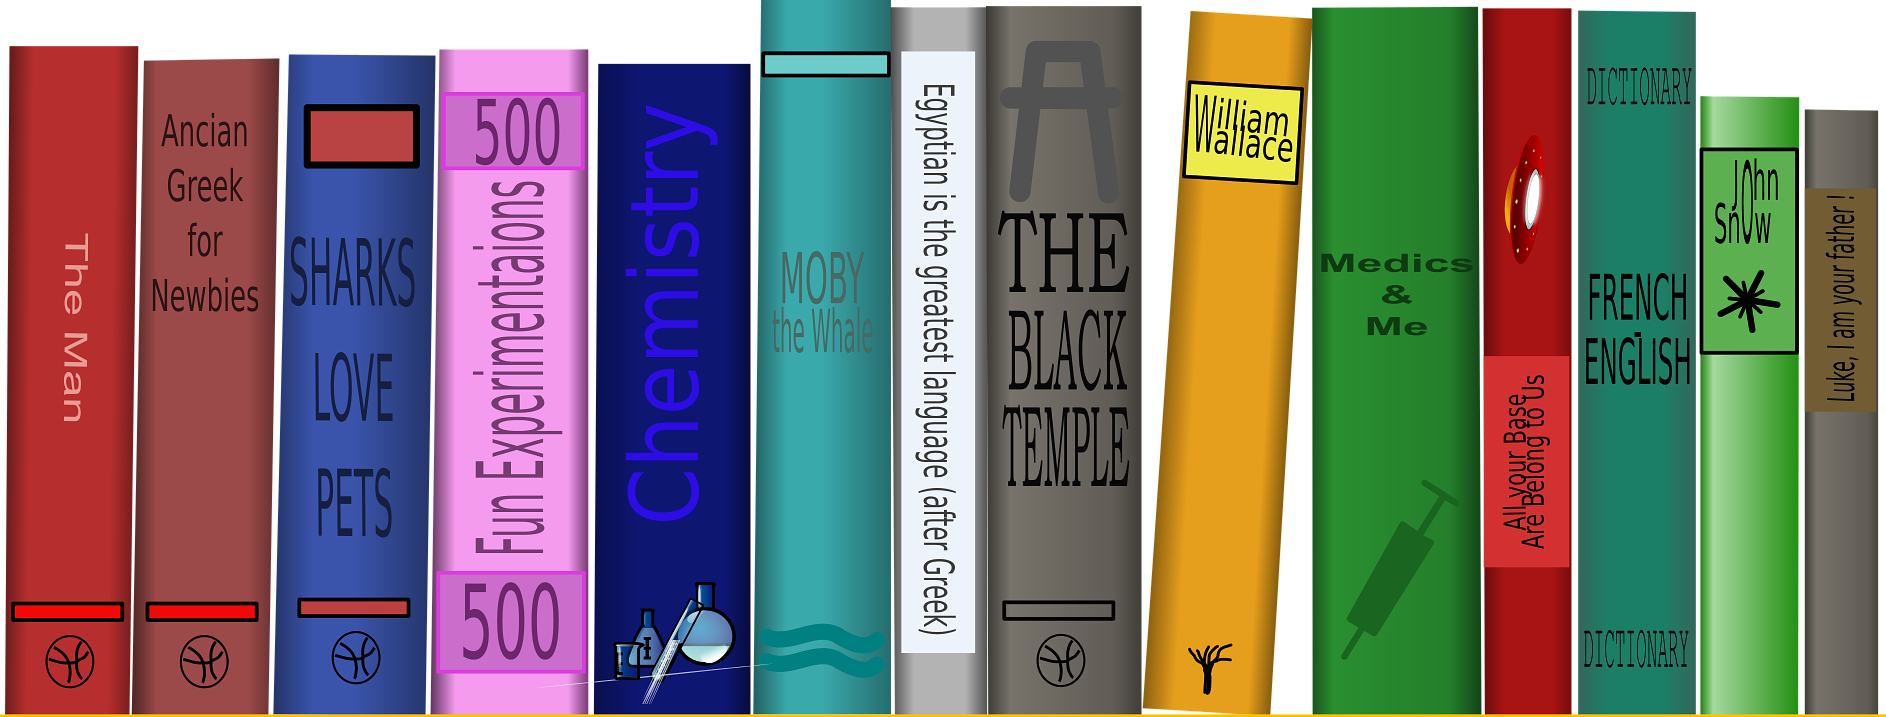 The Man
Ancian
Greek
for
Newbies
SHARKS
LOVE
PETS
500
Fun Experimentaions
500
Chemistry
MOBY
the Whale
Egyptian is the greatest language (after Greek)
THE
BLACK
TEMPLE
William
Wallace
Medics
&
Me
All your Base
Are Belong to Us
DICTIONARY
FRENCH
-
ENGLISH
DICTIONARY
JOhn
SnOw
Luke, I am your father !